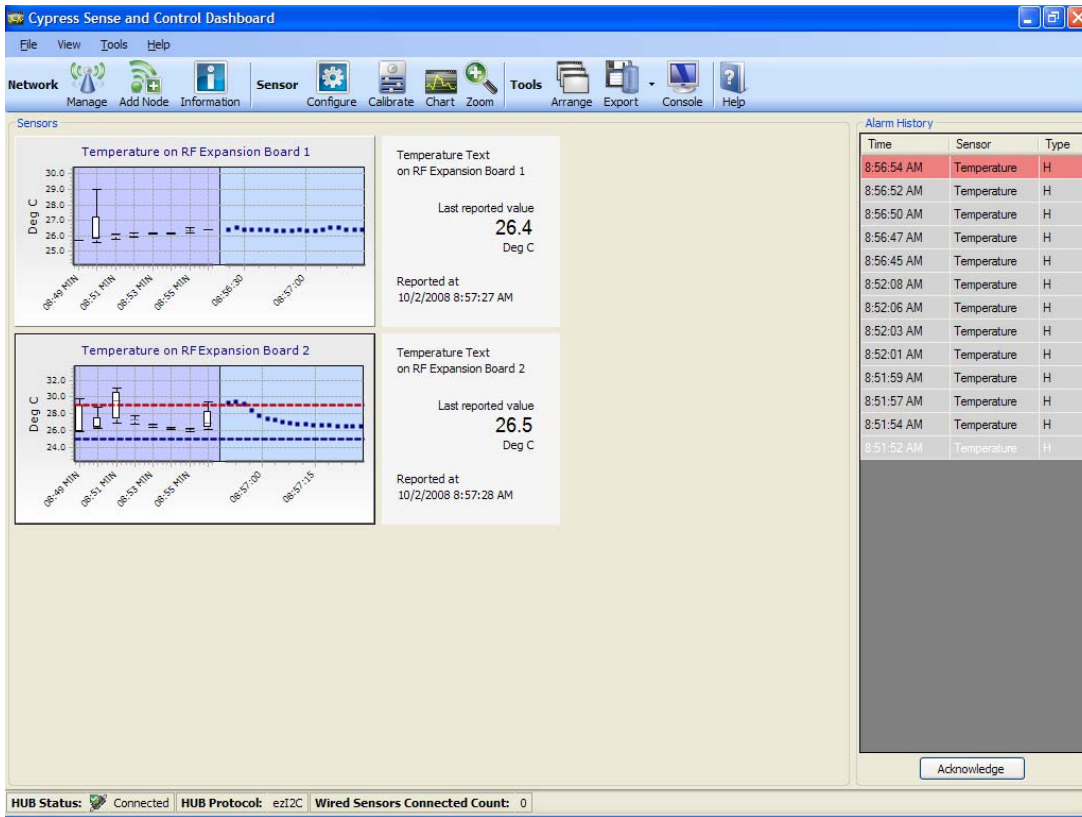 Cypress Sense and Control Dashboard
File View Tools Help
Network Manage Add Node Information Sensor Configure Calibrate Chart Zoom Tools Arrange Export Console Help
Sensors
Temperature on RF Expansion Board 1
Deg C
30.0
29.0
28.0
27.0
26.0
25.0
08:49 MIN 08:51 MIN 08:53 MIN 08:55 MIN 08:56:30 08:57:00
Temperature Text
on RF Expansion Board 1
Last reported value
26.4
Deg C
Reported at
10/2/2008 8:57:27 AM
Temperature on RF Expansion Board 2
Deg C
32.0
30.0
28.0
26.0
24.0
08:49 MIN 08:51 MIN 08:53 MIN 08:55 MIN 08:57:00 08:57:15
Temperature Text
on RF Expansion Board 2
Last reported value
26.5
Deg C
Reported at
10/2/2008 8:57:28 AM
Alarm History
Time Sensor Type
8:56:54 AM Temperature H
8:56:52 AM Temperature H
8:56:50 AM Temperature H
8:56:47 AM Temperature H
8:56:45 AM Temperature H
8:52:08 AM Temperature H
8:52:06 AM Temperature H
8:52:03 AM Temperature H
8:52:01 AM Temperature H
8:51:59 AM Temperature H
8:51:57 AM Temperature H
8:51:54 AM Temperature H
8:51:52 AM Temperature H
Acknowledge
HUB Status: Connected HUB Protocol: ezI2C Wired Sensors Connected Count: 0